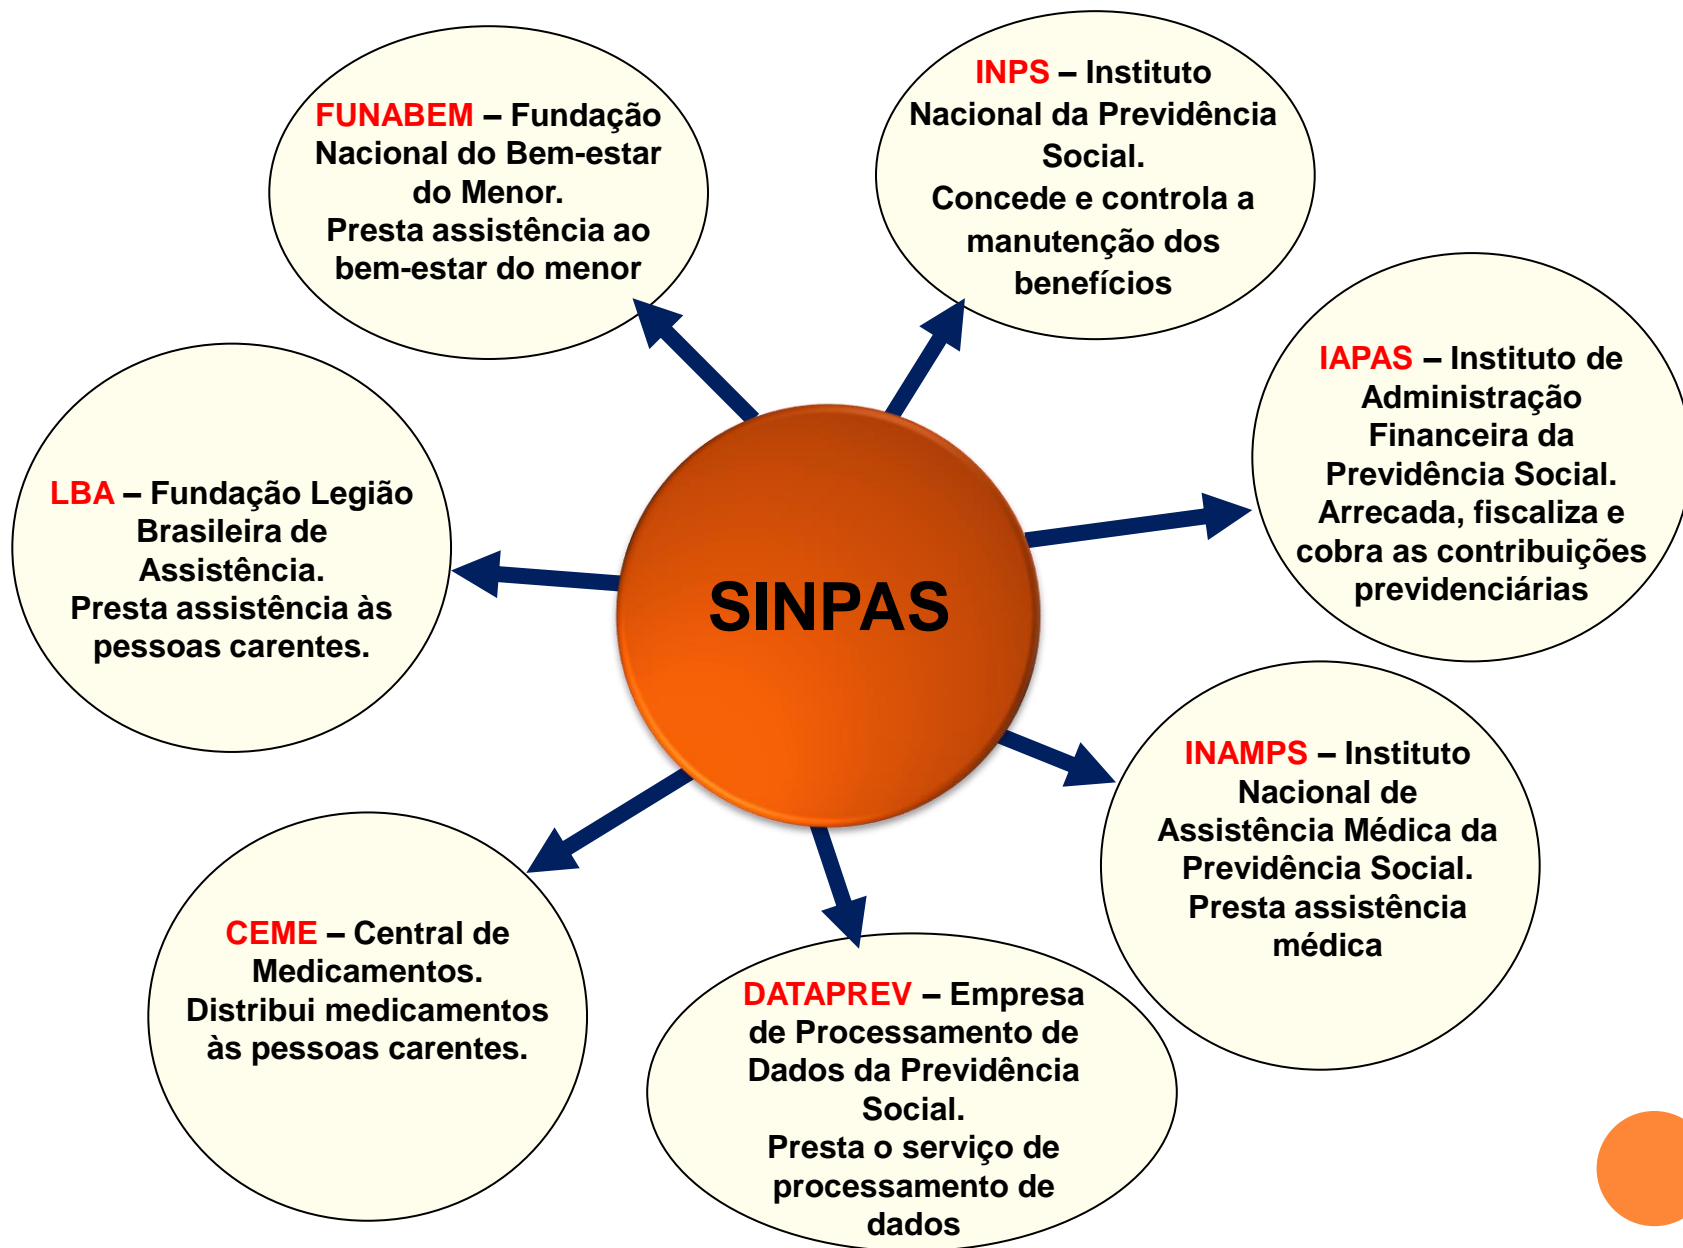 FUNABEM – Fundação
Nacional do Bem-estar
do Menor.
Presta assistência ao
bem-estar do menor
INPS – Instituto
Nacional da Previdência
Social.
Concede e controla a
manutenção dos
benefícios
IAPAS – Instituto de
Administração
Financeira da
Previdência Social.
Arrecada, fiscaliza e
cobra as contribuições
previdenciárias
LBA – Fundação Legião
Brasileira de
Assistência.
Presta assistência às
pessoas carentes.
SINPAS
INAMPS – Instituto
Nacional de
Assistência Médica da
Previdência Social.
Presta assistência
médica
CEME – Central de
Medicamentos.
Distribui medicamentos
às pessoas carentes.
DATAPREV – Empresa
de Processamento de
Dados da Previdência
Social.
Presta o serviço de
processamento de
dados